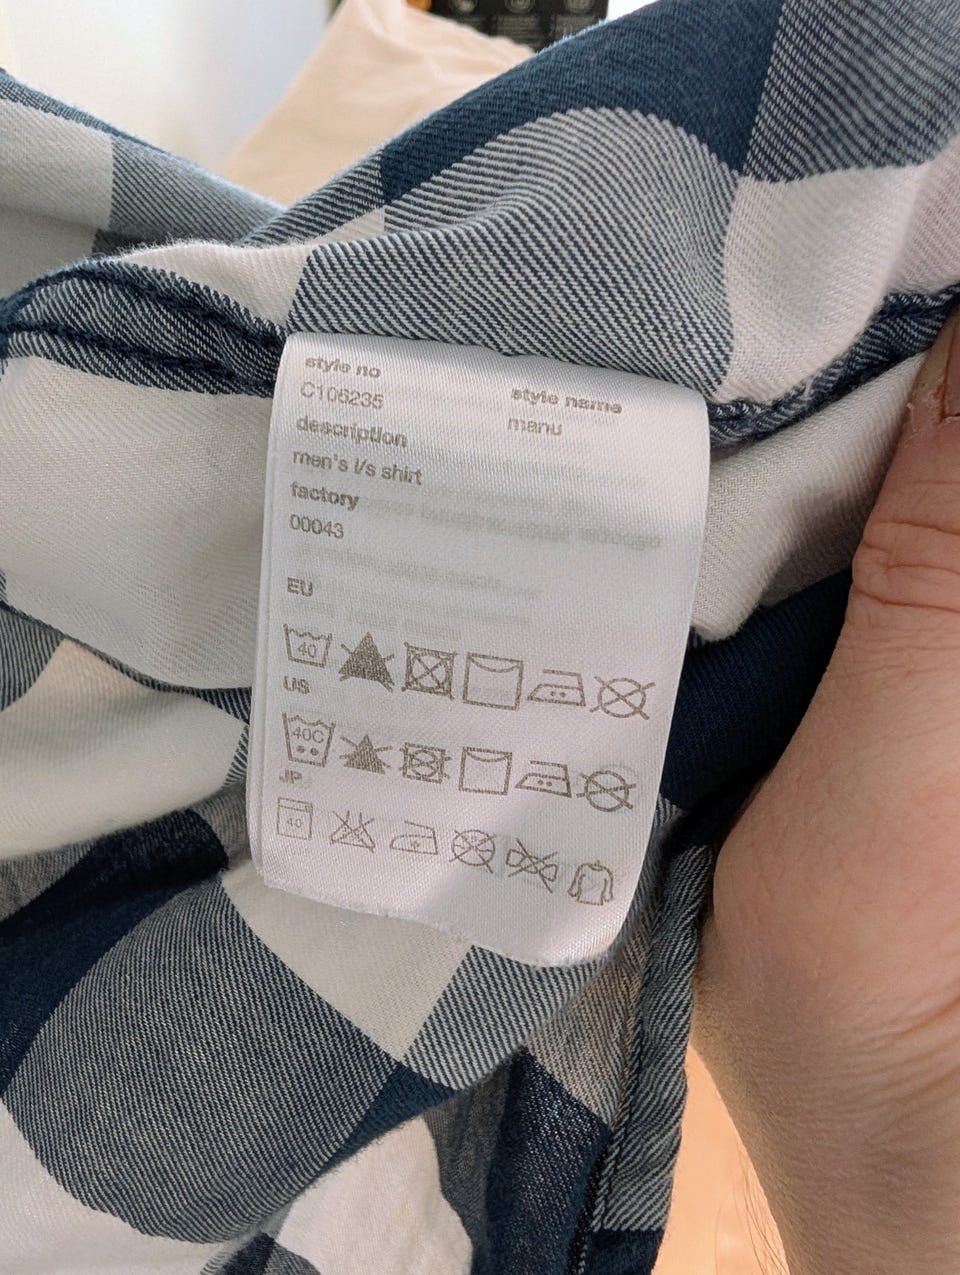 style no
style name
C106235
manu
description
men's l/s shirt
factory
00043
EU
40
US
40C
JP
40